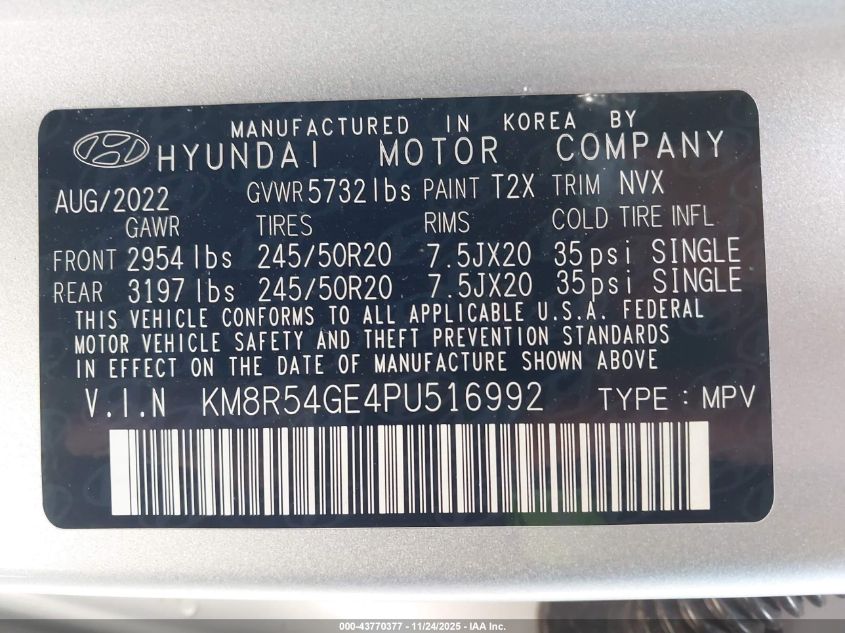 MANUFACTURED IN KOREA BY
HYUNDAI MOTOR COMPANY
AUG/2022 GVWR 5732lbs PAINT T2X TRIM NVX
GAWR TIRES RIMS COLD TIRE INFL
FRONT 2954 lbs 245/50R20 7.5JX20 35psi SINGLE
REAR 3197 lbs 245/50R20 7.5JX20 35psi SINGLE
THIS VEHICLE CONFORMS TO ALL APPLICABLE U.S.A. FEDERAL
MOTOR VEHICLE SAFETY AND THEFT PREVENTION STANDARDS
IN EFFECT ON THE DATE OF MANUFACTURE SHOWN ABOVE
V.I.N KM8R54GE4PU516992 TYPE : MPV
000-43770377 - 11/24/2025 - IAA Inc.